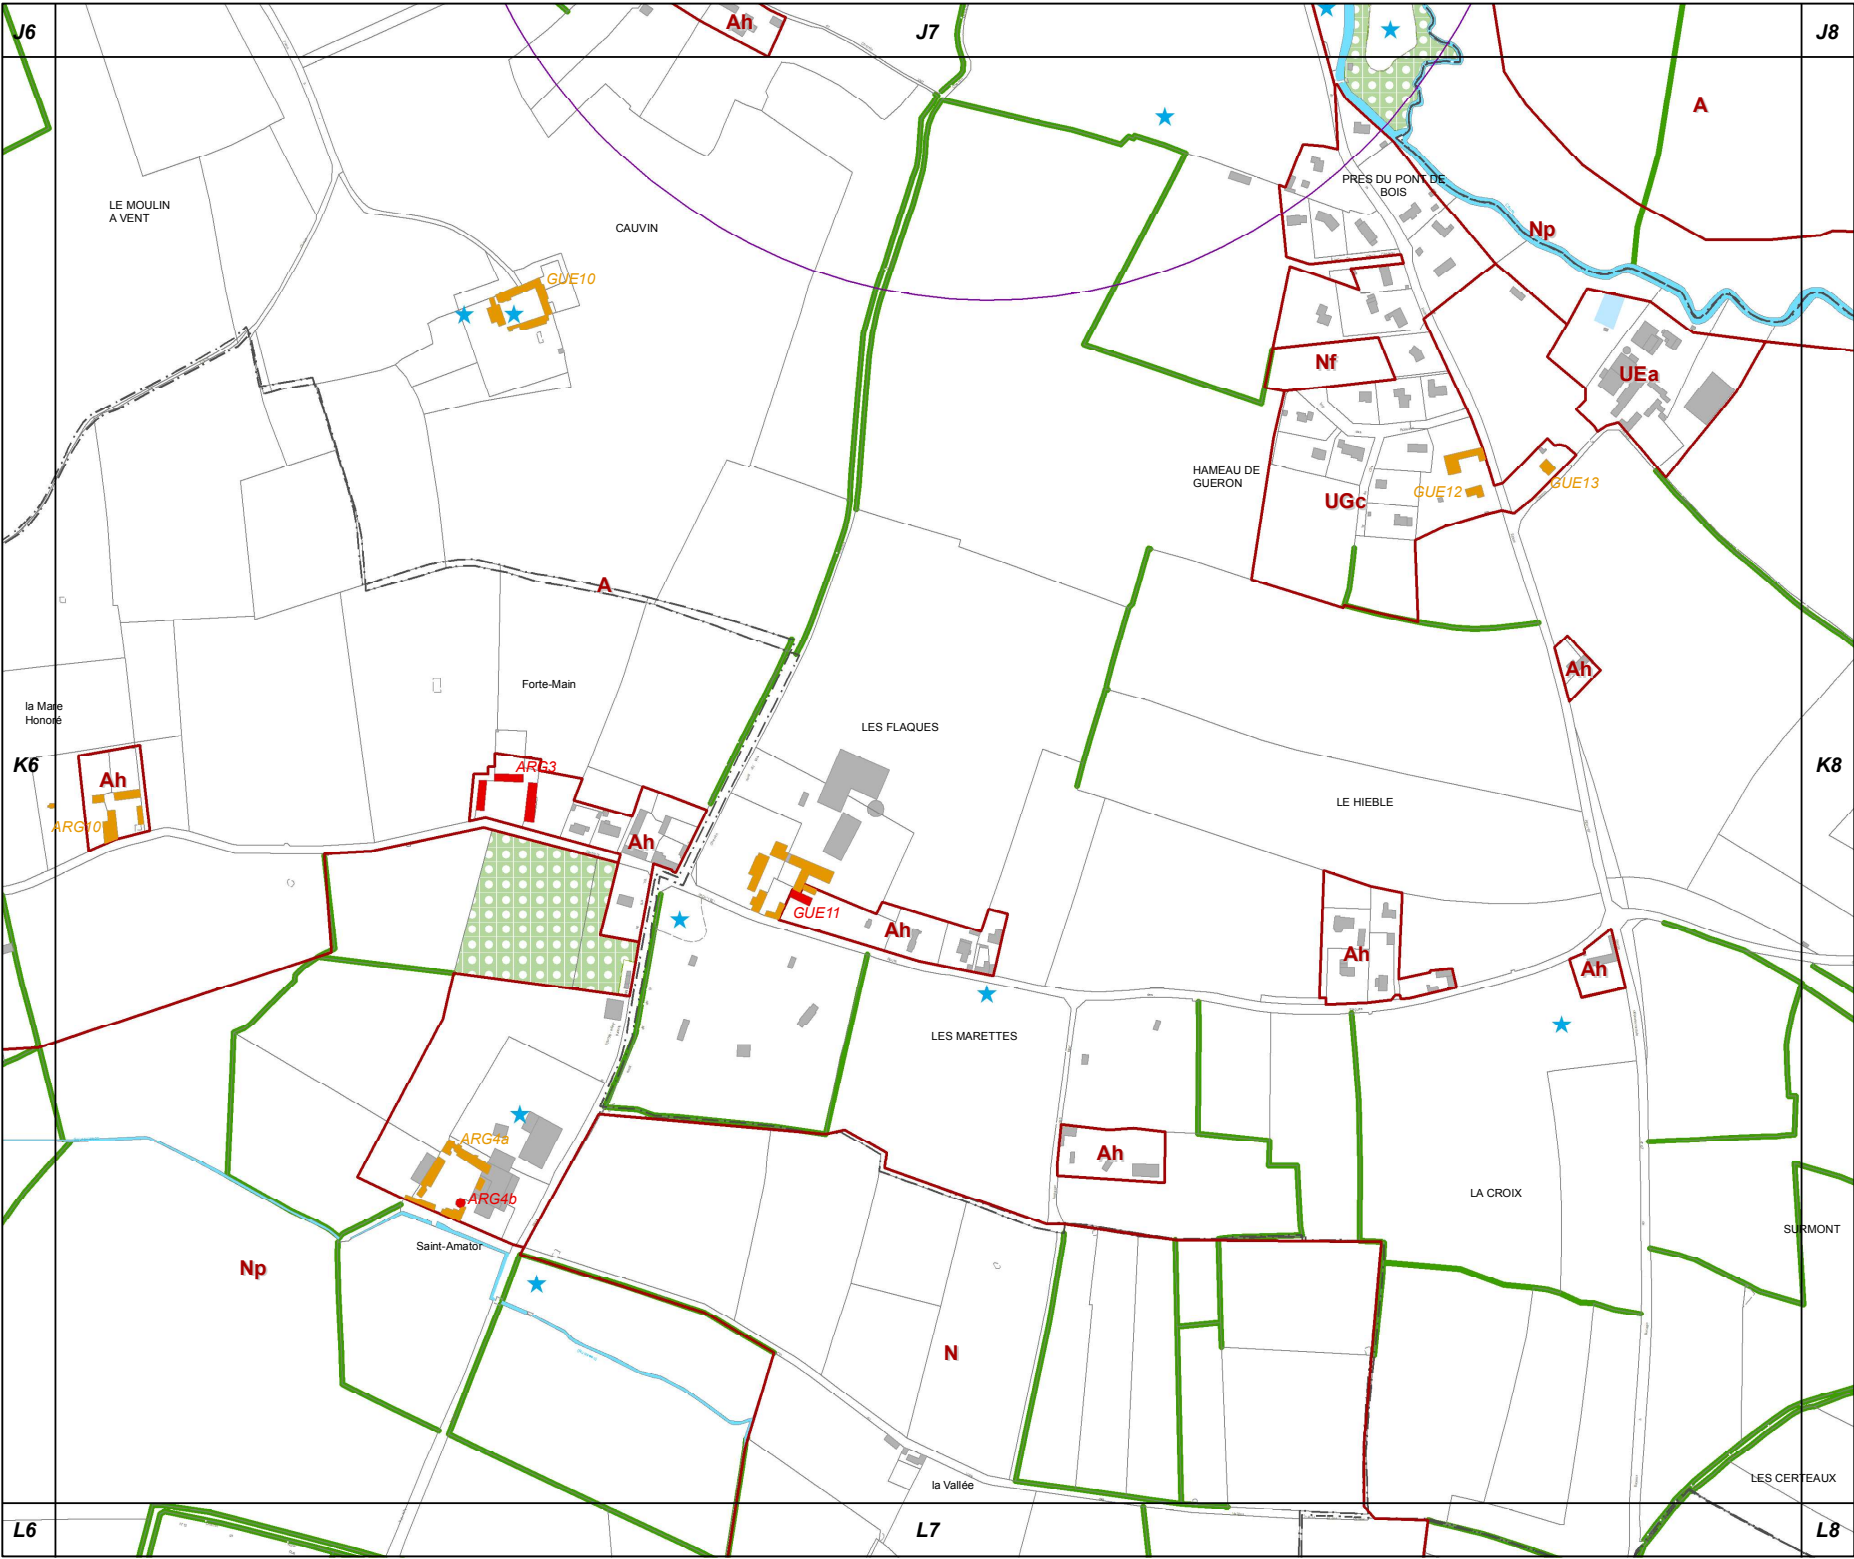 J6
Ah
J7
J8
A
LE MOULIN
A VENT
CAUVIN
PRES DU PONT DE
BOIS
Np
GUE10
Nf
UEa
HAMEAU DE
GUERON
UGc
GUE12
GUE13
A
Forte-Main
Ah
la Mare
Honoré
LES FLAQUES
K6
Ah
ARG3
K8
ARG10
Ah
LE HIEBLE
GUE11
Ah
Ah
Ah
LES MARETTES
ARG4a
Ah
ARG4b
LA CROIX
SURMONT
Saint-Amator
Np
N
la Vallée
LES CERTEAUX
L6
L7
L8